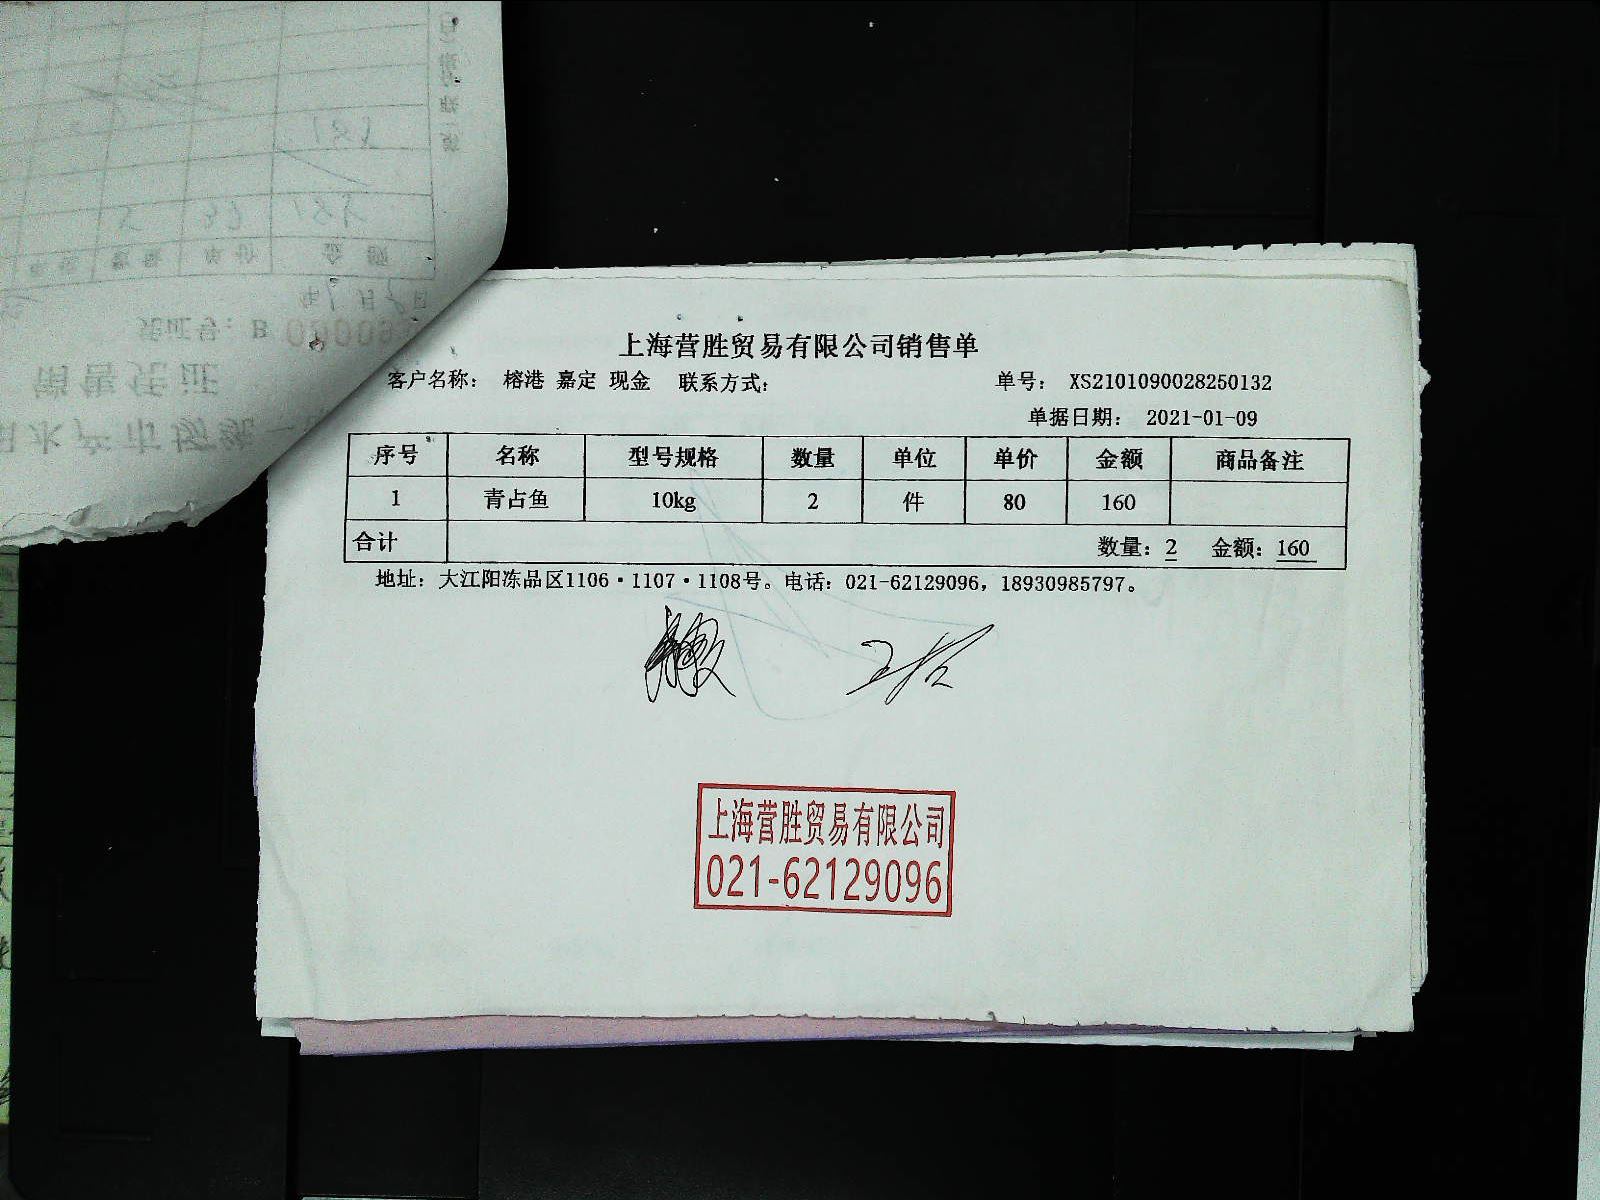 上海营胜贸易有限公司销售单
客户名称： 榕港 嘉定 现金 联系方式： 单号： XS2101090028250132
单据日期： 2021-01-09
序号 名称 型号规格 数量 单位 单价 金额 商品备注
1 青占鱼 10kg 2 件 80 160
合计 数量：2 金额：160
地址：大江阳冻品区1106·1107·1108号。电话：021-62129096，18930985797。
上海营胜贸易有限公司
021-62129096